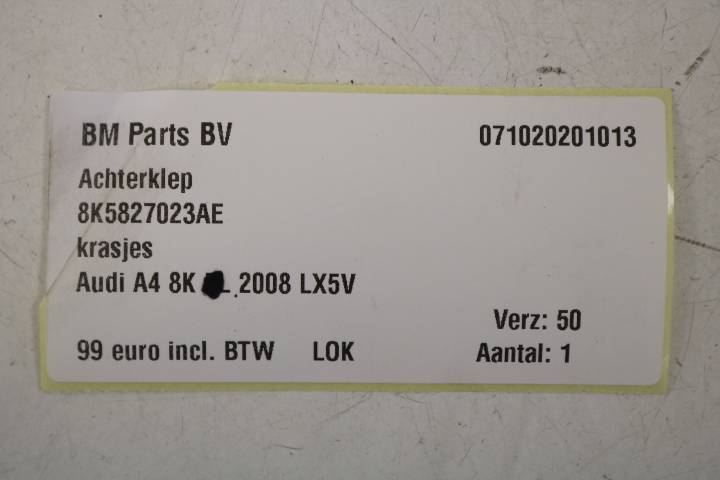 BM Parts BV 071020201013
Achterklep
8K5827023AE
krasjes
Audi A4 8K 2008 LX5V
Verz: 50
99 euro incl. BTW LOK Aantal: 1